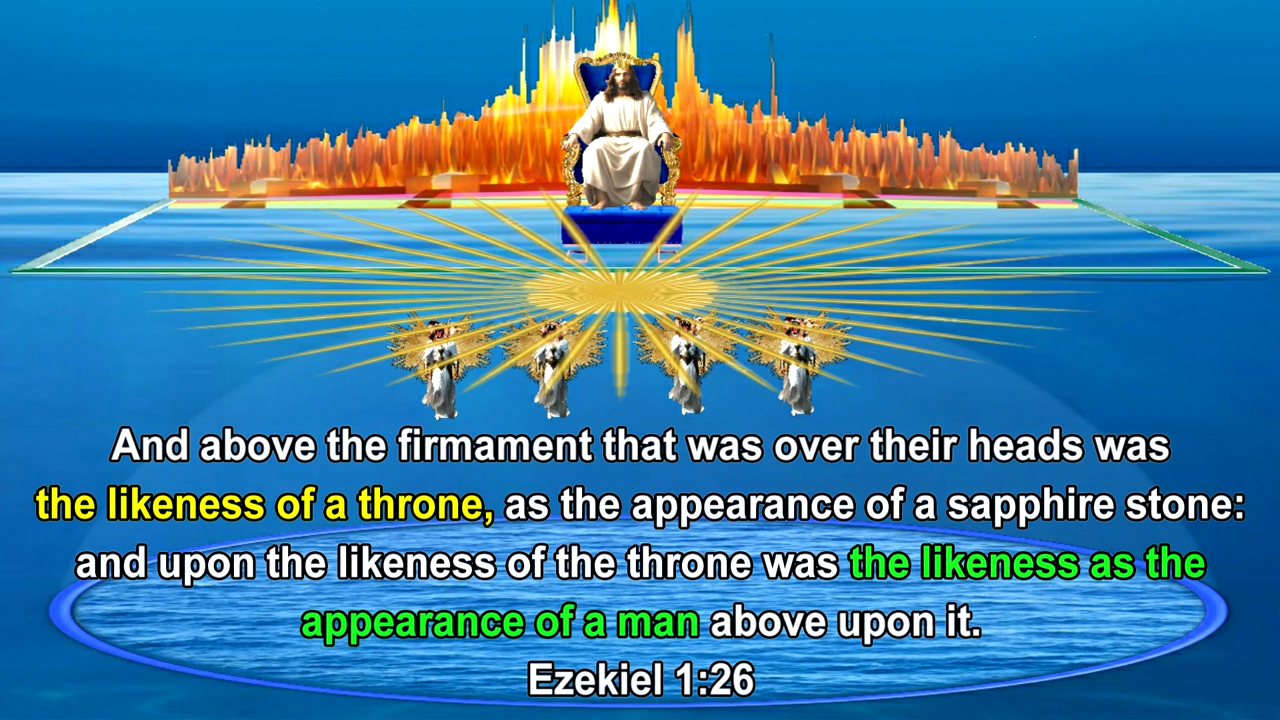 And above the firmament that was over their heads was
the likeness of a throne, as the appearance of a sapphire stone:
and upon the likeness of the throne was the likeness as the
appearance of a man above upon it.
Ezekiel 1:26